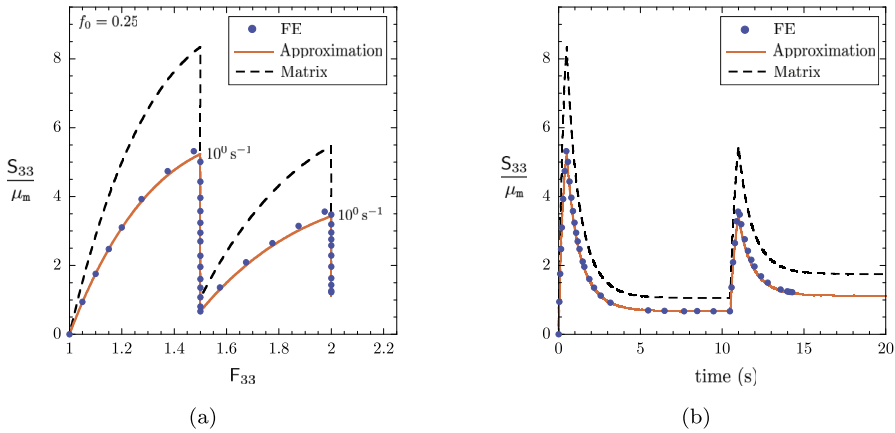 f₀ = 0.25
FE
Approximation
Matrix
8
6
4
2
0
S₃₃
μₘ
10⁰ s⁻¹
10⁰ s⁻¹
1
1.2
1.4
1.6
1.8
2
2.2
F₃₃
(a)
FE
Approximation
Matrix
8
6
4
2
0
S₃₃
μₘ
0
5
10
15
20
time (s)
(b)